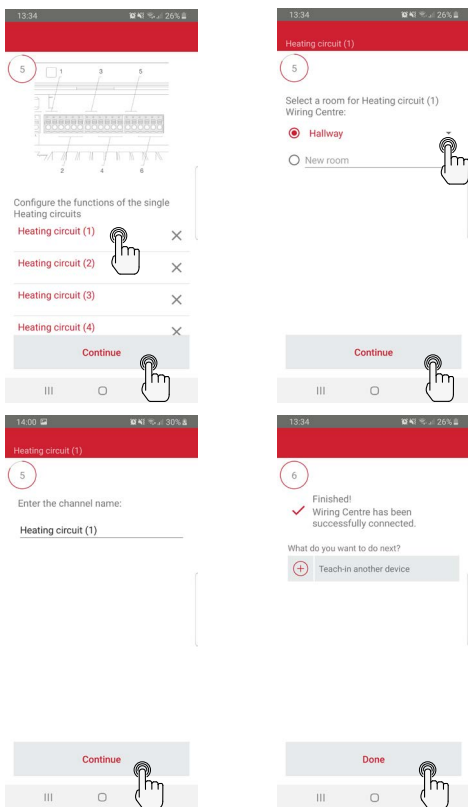 13:34
26%
5
1 3 5
2 4 6
Configure the functions of the single
Heating circuits
Heating circuit (1)
Heating circuit (2)
Heating circuit (3)
Heating circuit (4)
Continue
13:34
26%
Heating circuit (1)
5
Select a room for Heating circuit (1)
Wiring Centre:
Hallway
New room
Continue
14:00
30%
Heating circuit (1)
5
Enter the channel name:
Heating circuit (1)
Continue
13:34
26%
6
Finished!
Wiring Centre has been
successfully connected.
What do you want to do next?
Teach-in another device
Done